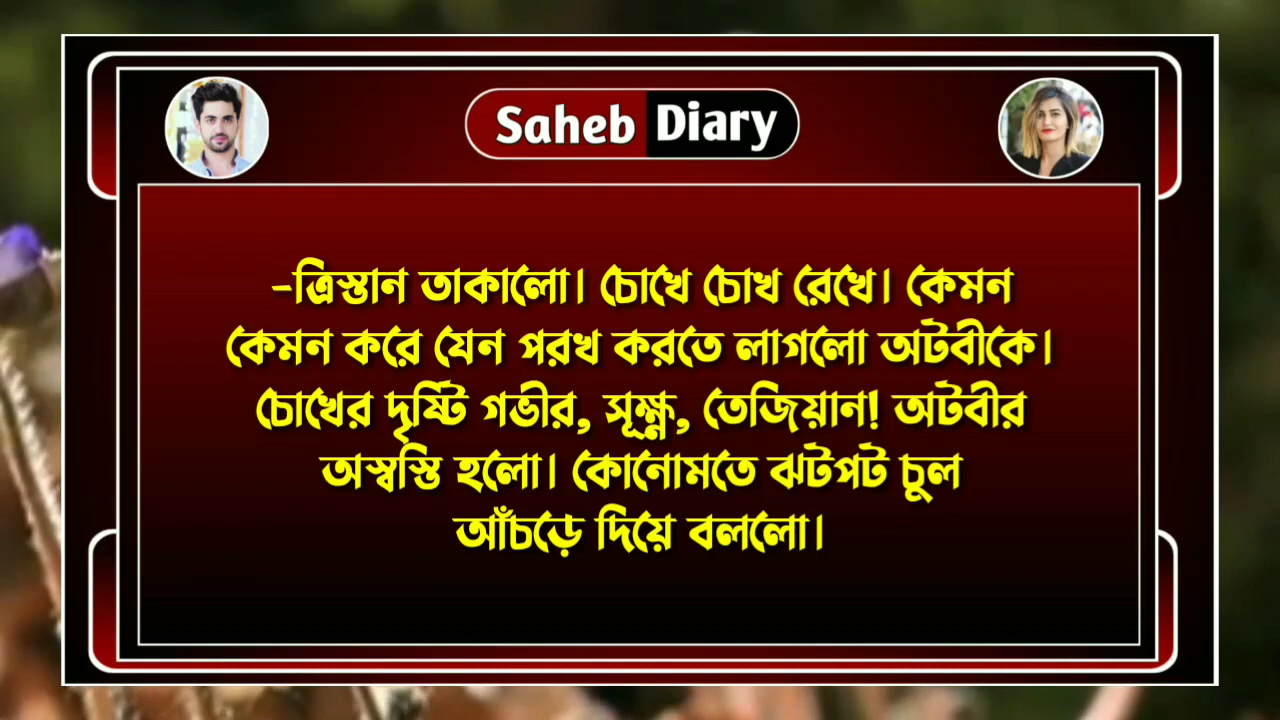 Saheb Diary
-ত্রিস্তান তাকালো। চোখে চোখ রেখে। কেমন
কেমন করে যেন পরখ করতে লাগলো অটবীকে।
চোখের দৃষ্টি গভীর, সূক্ষ্ণ, তেজিয়ান! অটবীর
অস্বস্তি হলো। কোনোমতে ঝটপট চুল
আঁচড়ে দিয়ে বললো।